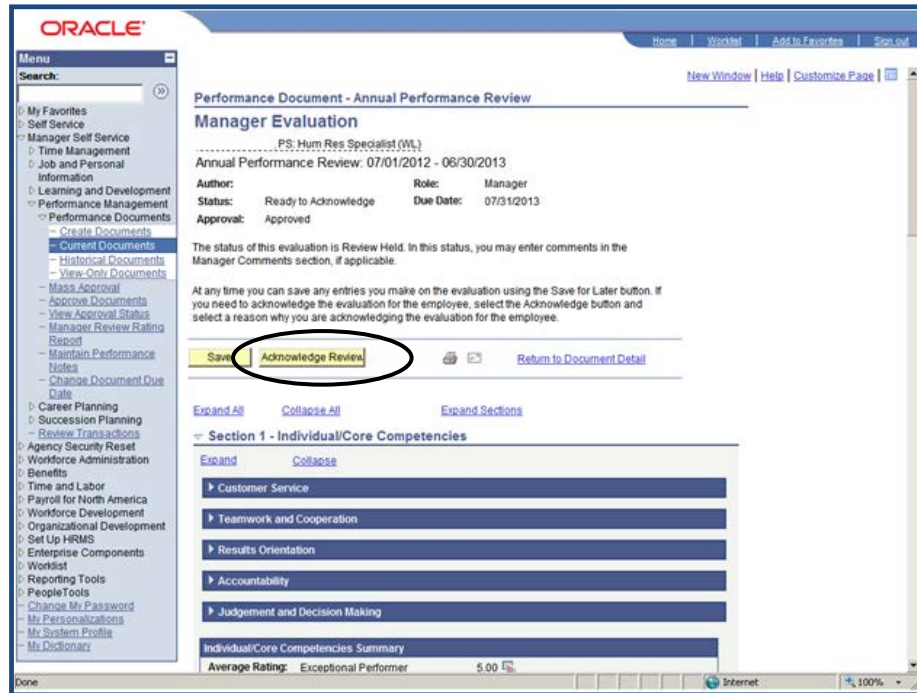 ORACLE
Home | Worklist | Add to Favorites | Sign out
Menu
Search:
My Favorites
Self Service
Manager Self Service
Time Management
Job and Personal
Information
Learning and Development
Performance Management
Performance Documents
Create Documents
Current Documents
Historical Documents
View-Only Documents
Mass Approval
Approve Documents
View Approval Status
Manager Review Rating
Report
Maintain Performance
Notes
Change Document Due
Date
Career Planning
Succession Planning
Review Transactions
Agency Security Reset
Workforce Administration
Benefits
Time and Labor
Payroll for North America
Workforce Development
Organizational Development
Set Up HRMS
Enterprise Components
Worklist
Reporting Tools
PeopleTools
Change My Password
My Personalizations
My System Profile
My Dictionary
New Window | Help | Customize Page |
Performance Document - Annual Performance Review
Manager Evaluation
PS: Hum Res Specialist (WL)
Annual Performance Review: 07/01/2012 - 06/30/2013
Author: Role: Manager
Status: Ready to Acknowledge Due Date: 07/31/2013
Approval: Approved
The status of this evaluation is Review Held. In this status, you may enter comments in the
Manager Comments section, if applicable.
At any time you can save any entries you make on the evaluation using the Save for Later button. If
you need to acknowledge the evaluation for the employee, select the Acknowledge button and
select a reason why you are acknowledging the evaluation for the employee.
Save Acknowledge Review Return to Document Detail
Expand All Collapse All Expand Sections
Section 1 - Individual/Core Competencies
Expand Collapse
Customer Service
Teamwork and Cooperation
Results Orientation
Accountability
Judgement and Decision Making
Individual/Core Competencies Summary
Average Rating: Exceptional Performer 5.00
Done Internet 100%